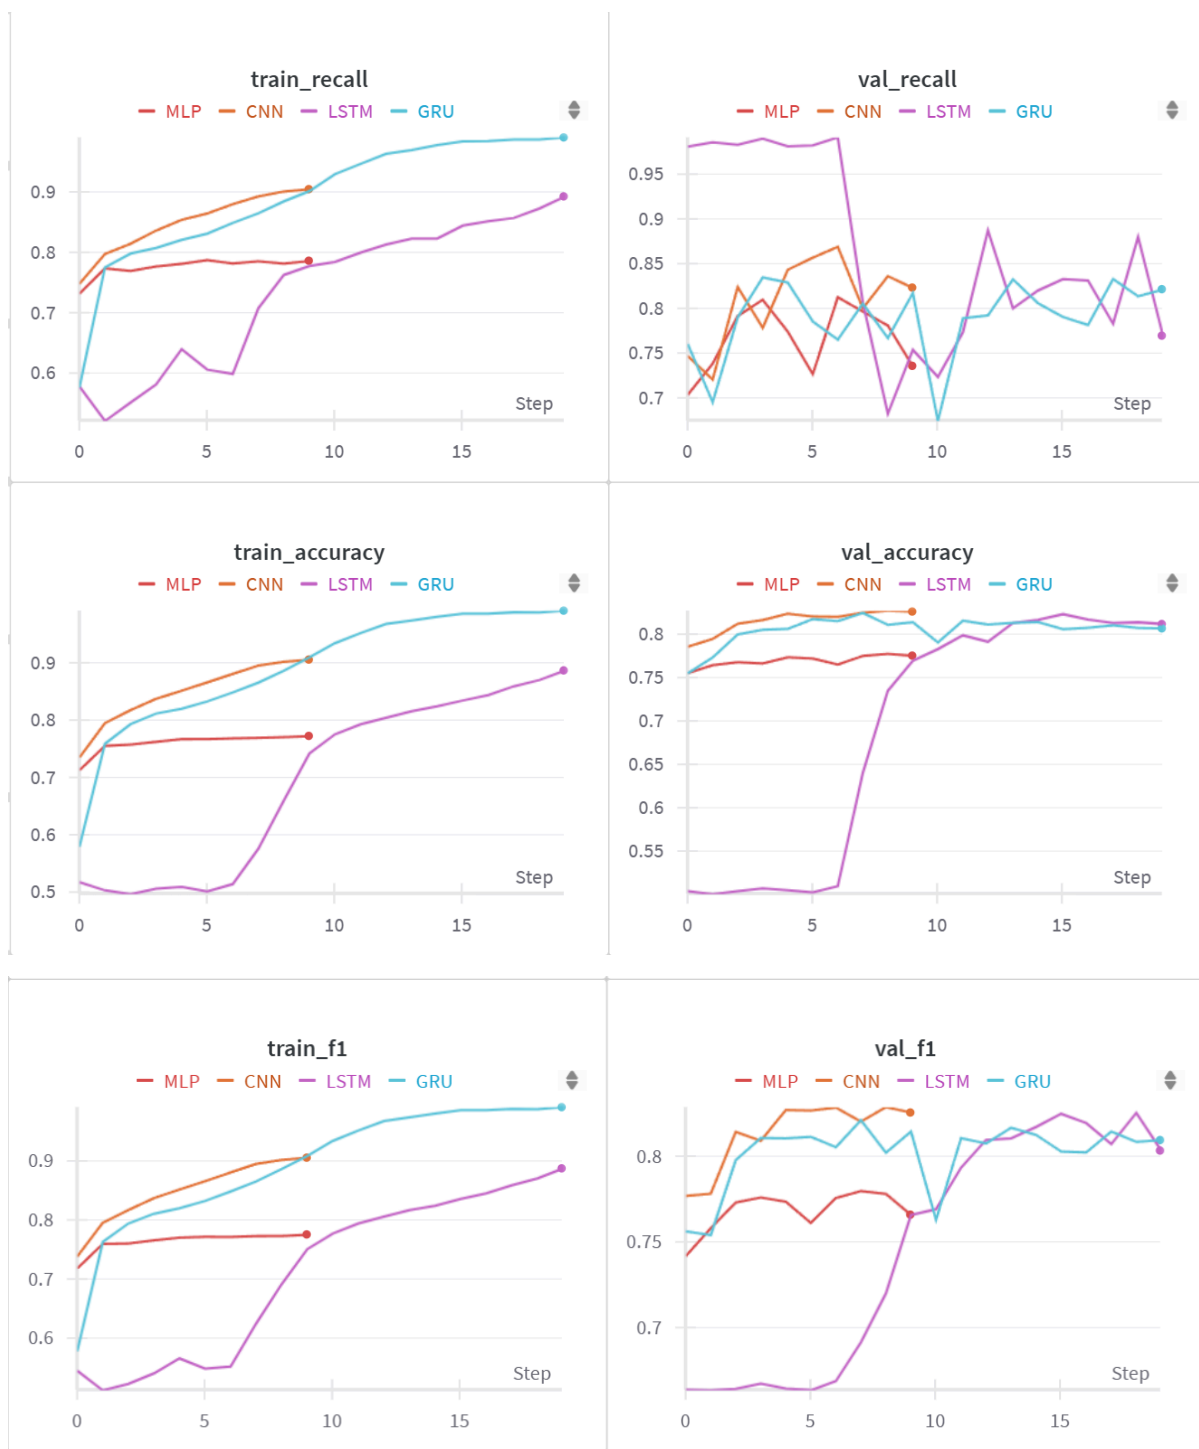 train_recall
MLP CNN LSTM GRU
0.9
0.8
0.7
0.6
Step
0 5 10 15
val_recall
MLP CNN LSTM GRU
0.95
0.9
0.85
0.8
0.75
0.7
Step
0 5 10 15
train_accuracy
MLP CNN LSTM GRU
0.9
0.8
0.7
0.6
0.5
Step
0 5 10 15
val_accuracy
MLP CNN LSTM GRU
0.8
0.75
0.7
0.65
0.6
0.55
Step
0 5 10 15
train_f1
MLP CNN LSTM GRU
0.9
0.8
0.7
0.6
Step
0 5 10 15
val_f1
MLP CNN LSTM GRU
0.8
0.75
0.7
Step
0 5 10 15